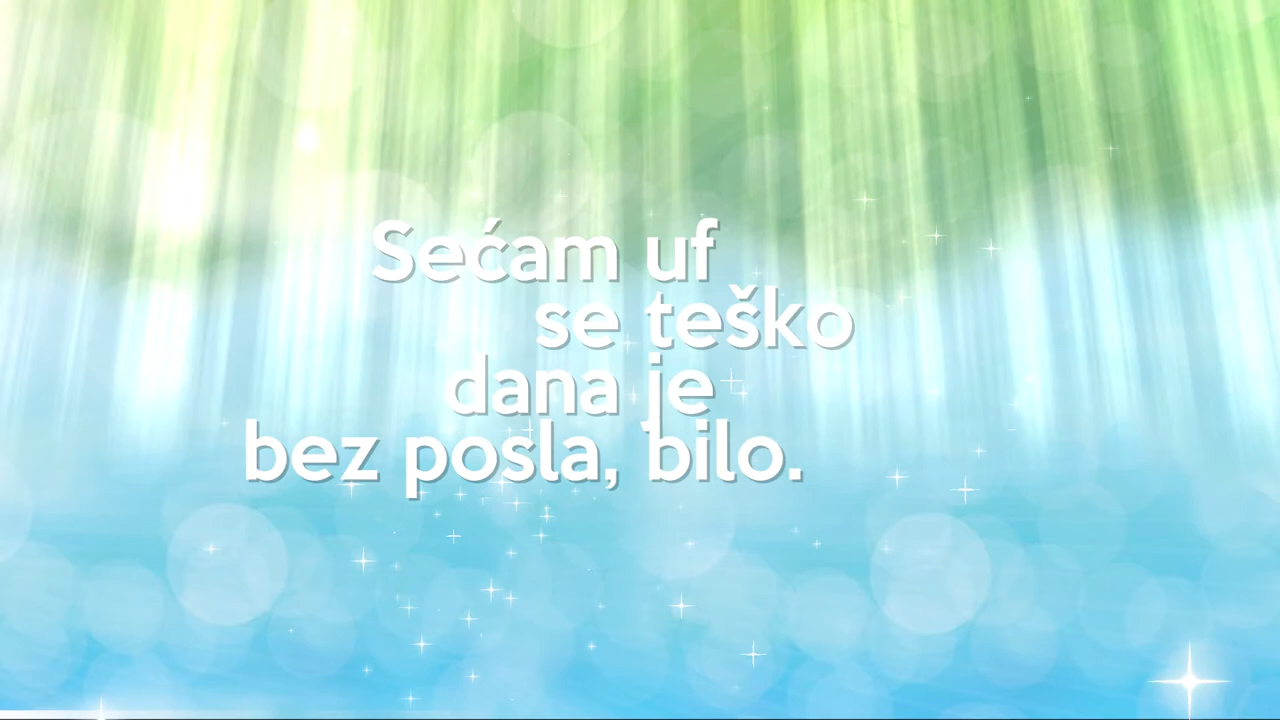 Sećam
se
dana
bez posla,
uf
teško
je
bilo.